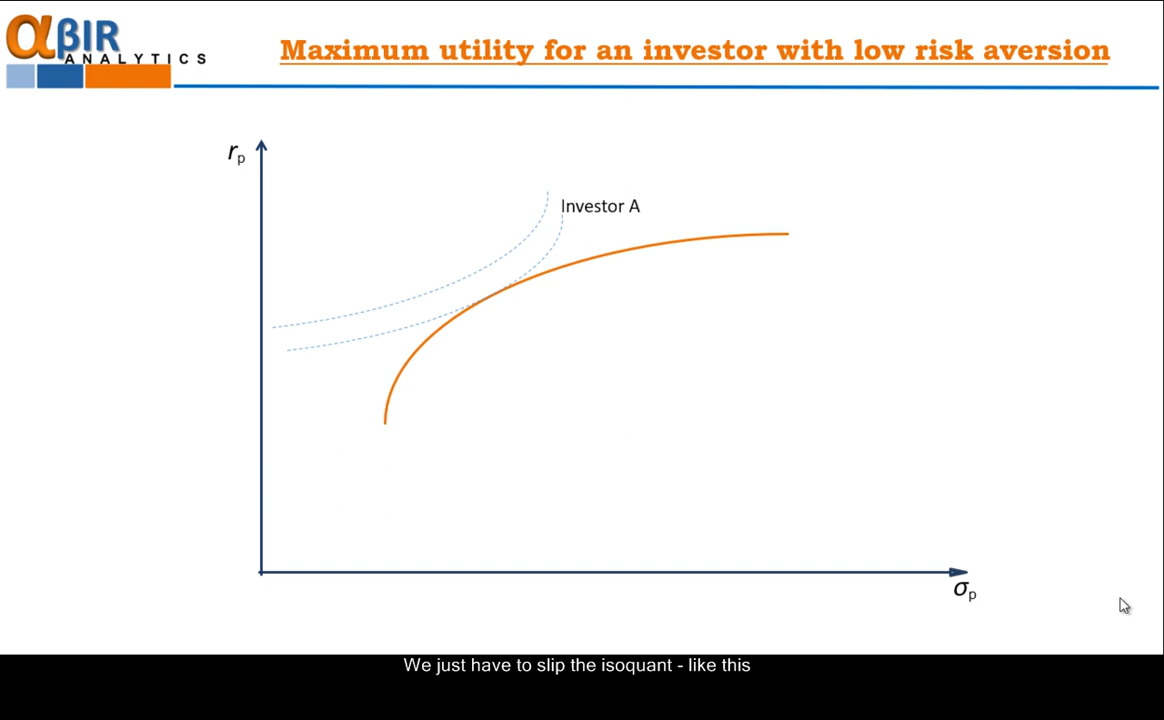 αβIR
ANALYTICS
Maximum utility for an investor with low risk aversion
rp
Investor A
σp
We just have to slip the isoquant - like this